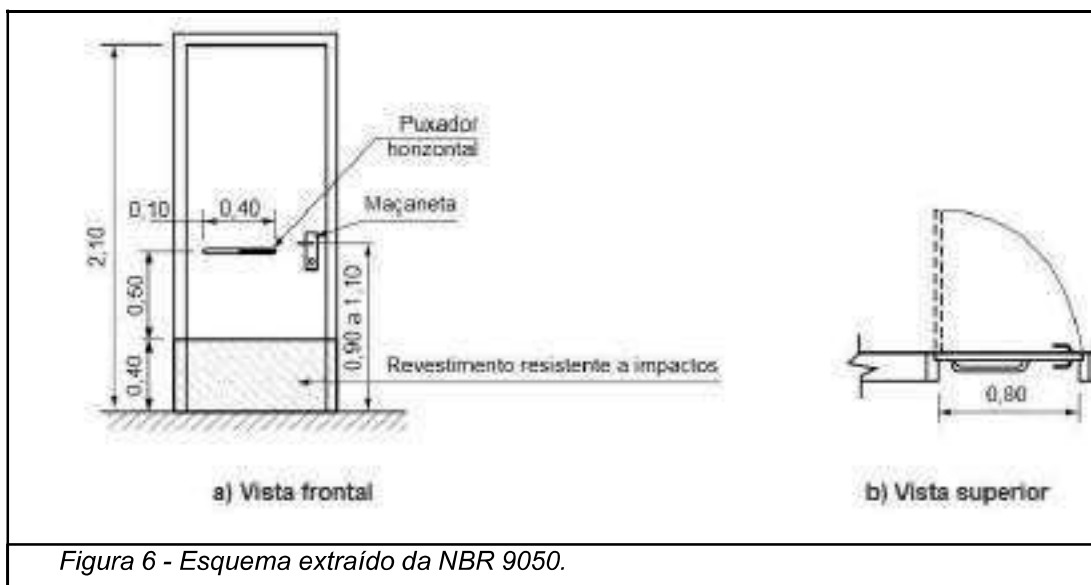 Puxador
horizontal
Maçaneta
0,10
0,40
2,10
0,50
0,40
0,90 a 1,10
Revestimento resistente a impactos
0,80
a) Vista frontal
b) Vista superior
Figura 6 - Esquema extraído da NBR 9050.